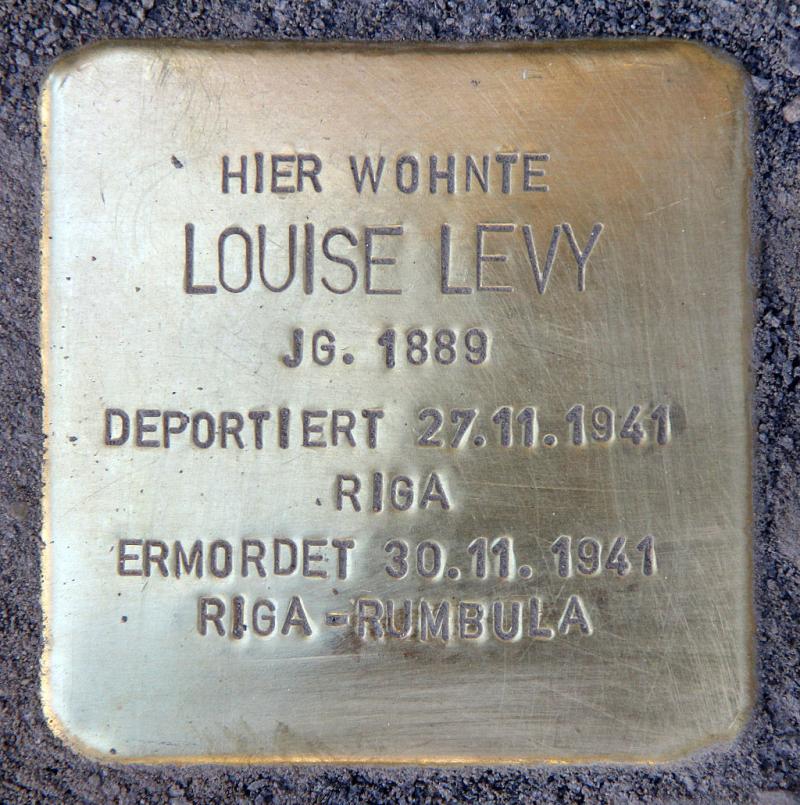 HIER WOHNTE
LOUISE LEVY
JG. 1889
DEPORTIERT 27.11.1941
RIGA
ERMORDET 30.11.1941
RIGA-RUMBULA